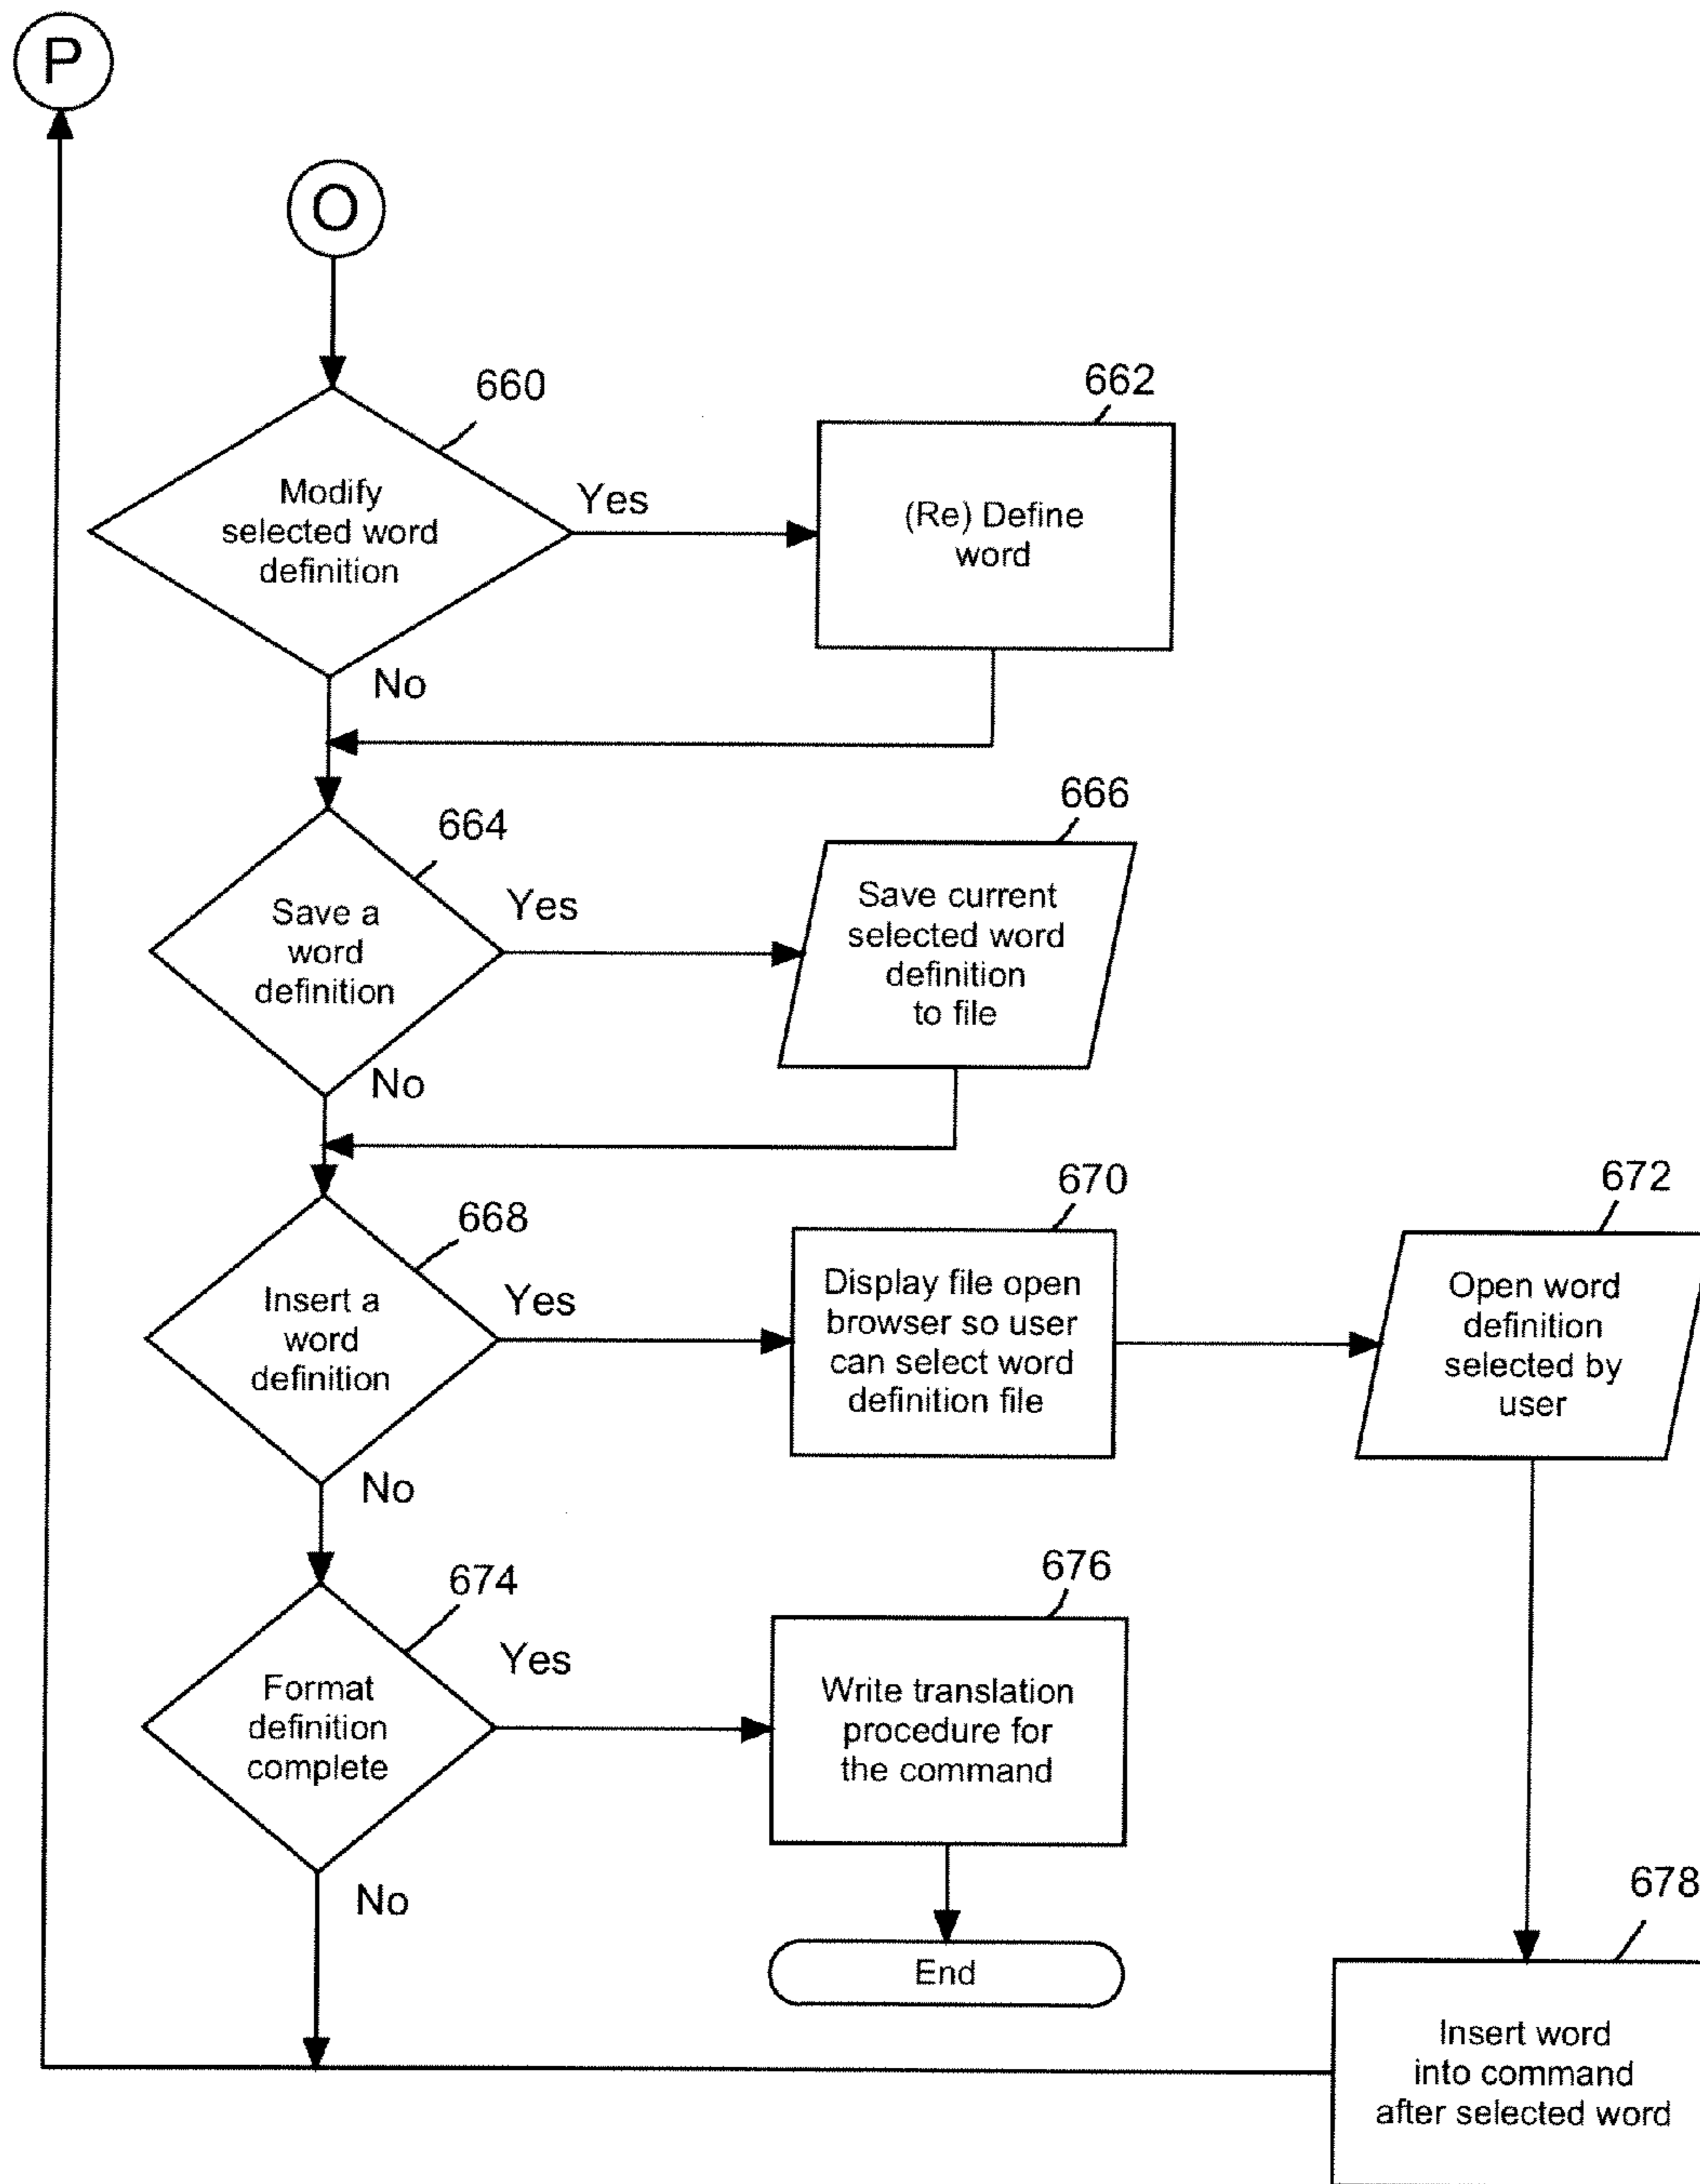 P
O
660
Modify
selected word
definition
Yes
No
662
(Re) Define
word
664
Save a
word
definition
Yes
No
666
Save current
selected word
definition
to file
668
Insert a
word
definition
Yes
No
670
Display file open
browser so user
can select word
definition file
672
Open word
definition
selected by
user
674
Format
definition
complete
Yes
No
676
Write translation
procedure for
the command
End
678
Insert word
into command
after selected word